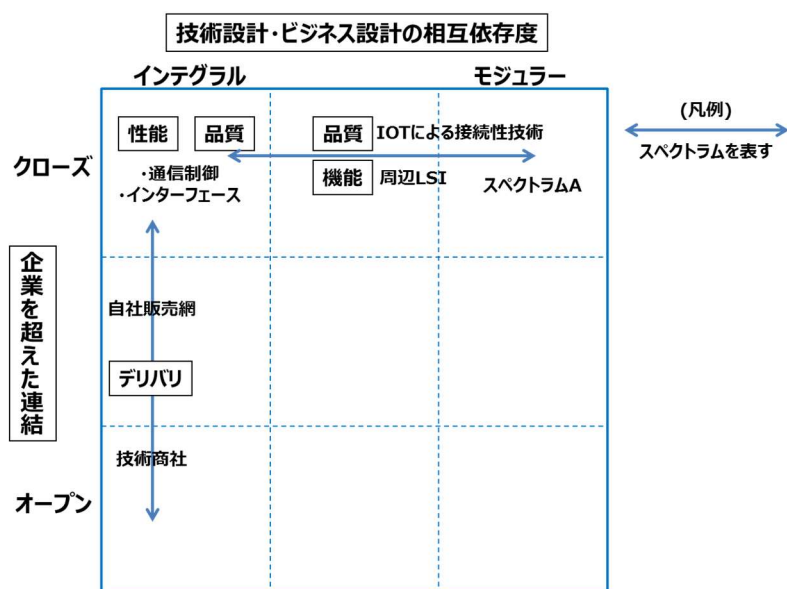 技術設計・ビジネス設計の相互依存度
インテグラル
モジュラー
クローズ
性能
品質
・通信制御
・インターフェース
品質
IOTによる接続性技術
機能
周辺LSI
スペクトラムA
(凡例)
スペクトラムを表す
企業を超えた連結
自社販売網
デリバリ
技術商社
オープン